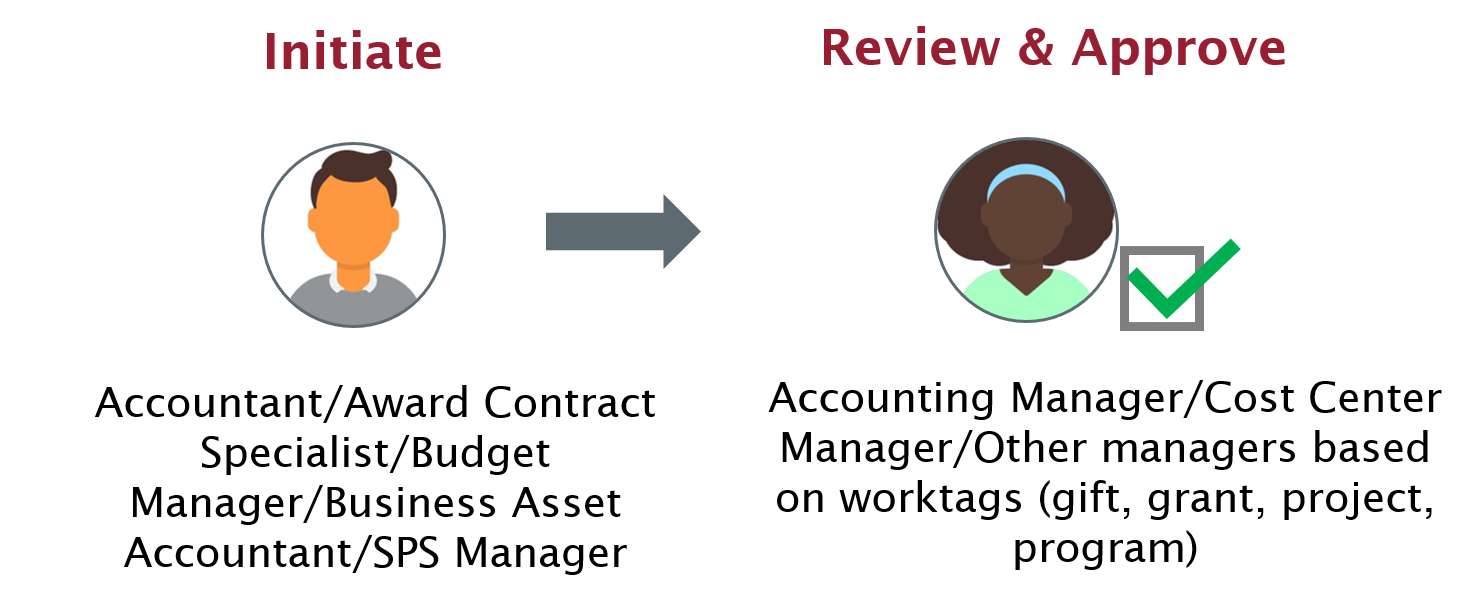 Initiate
Review & Approve
Accountant/Award Contract
Specialist/Budget
Manager/Business Asset
Accountant/SPS Manager
Accounting Manager/Cost Center
Manager/Other managers based
on worktags (gift, grant, project,
program)